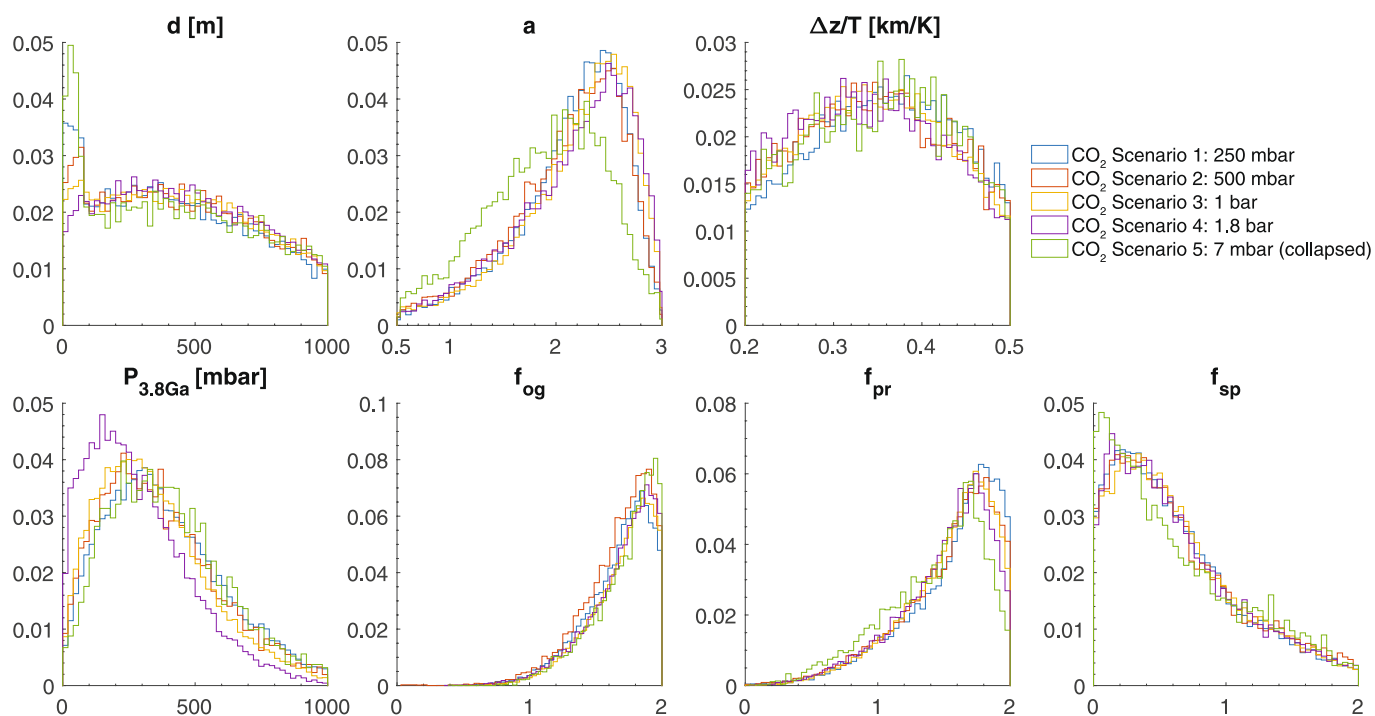 d [m]
0.05
0.04
0.03
0.02
0.01
0
0 500 1000
a
0.05
0.04
0.03
0.02
0.01
0
0.5 1 2 3
Δz/T [km/K]
0.03
0.025
0.02
0.015
0.01
0.005
0
0.2 0.3 0.4 0.5
CO2 Scenario 1: 250 mbar
CO2 Scenario 2: 500 mbar
CO2 Scenario 3: 1 bar
CO2 Scenario 4: 1.8 bar
CO2 Scenario 5: 7 mbar (collapsed)
P3.8Ga [mbar]
0.05
0.04
0.03
0.02
0.01
0
0 500 1000
fog
0.1
0.08
0.06
0.04
0.02
0
0 1 2
fpr
0.08
0.06
0.04
0.02
0
0 1 2
fsp
0.05
0.04
0.03
0.02
0.01
0
0 1 2